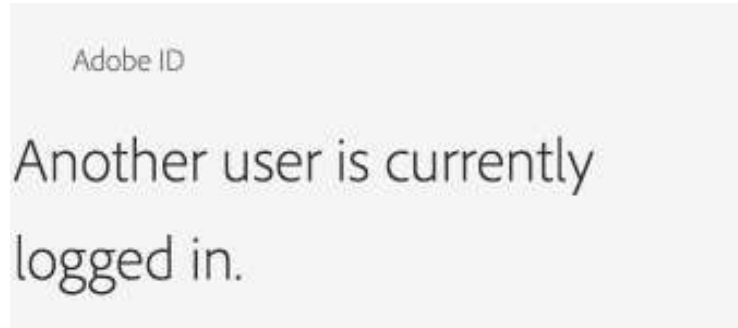 Adobe ID
Another user is currently
logged in.